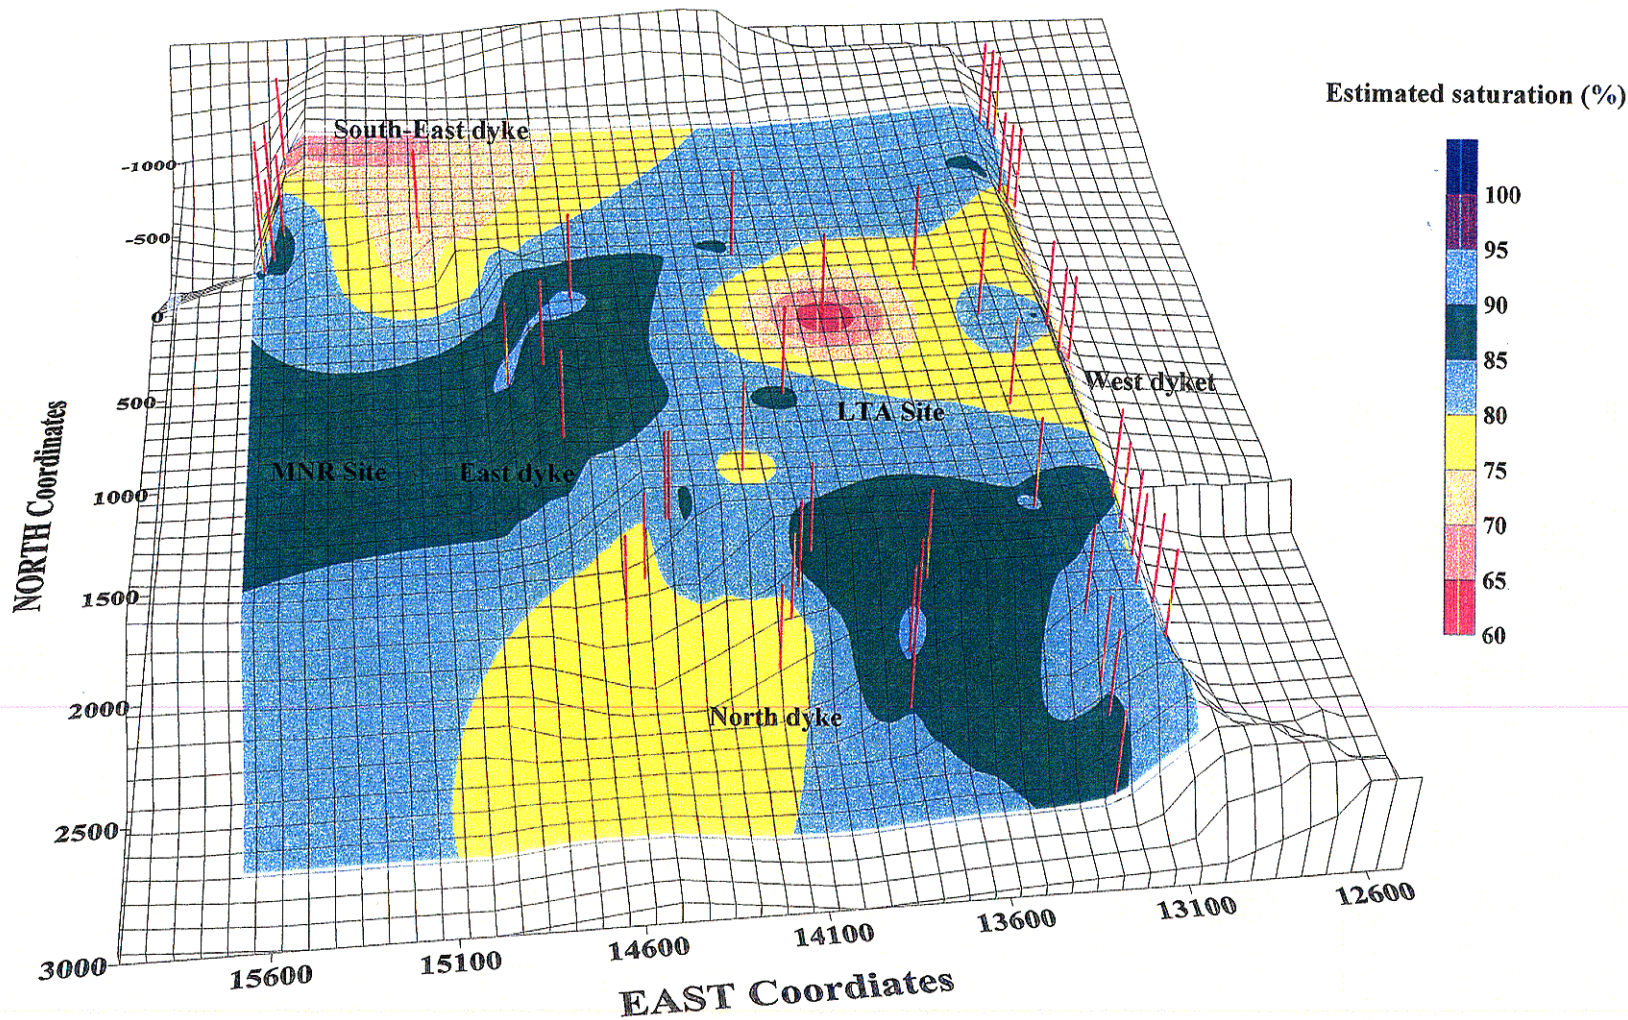 Estimated saturation (%)
100
95
90
85
80
75
70
65
60
South-East dyke
West dyket
LTA Site
MNR Site
East dyke
North dyke
NORTH Coordinates
-1000
-500
0
500
1000
1500
2000
2500
3000
15600
15100
14600
14100
13600
13100
12600
EAST Coordiates